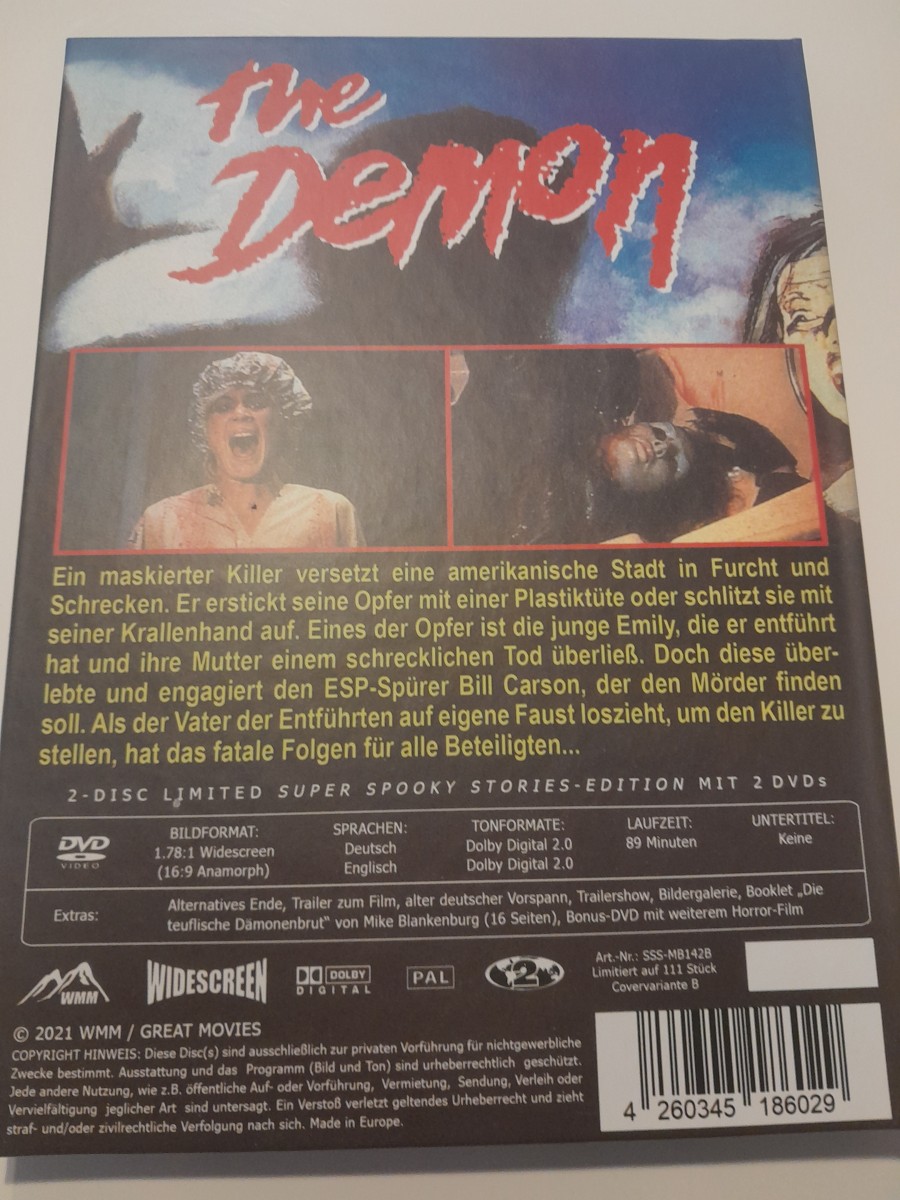 the
Demon
Ein maskierter Killer versetzt eine amerikanische Stadt in Furcht und
Schrecken. Er erstickt seine Opfer mit einer Plastiktüte oder schlitzt sie mit
seiner Krallenhand auf. Eines der Opfer ist die junge Emily, die er entführt
hat und ihre Mutter einem schrecklichen Tod überließ. Doch diese über-
lebte und engagiert den ESP-Spürer Bill Carson, der den Mörder finden
soll. Als der Vater der Entführten auf eigene Faust loszieht, um den Killer zu
stellen, hat das fatale Folgen für alle Beteiligten...
2-DISC LIMITED SUPER SPOOKY STORIES-EDITION MIT 2 DVDs
DVD
VIDEO
BILDFORMAT:
1.78:1 Widescreen
(16:9 Anamorph)
SPRACHEN:
Deutsch
Englisch
TONFORMATE:
Dolby Digital 2.0
Dolby Digital 2.0
LAUFZEIT:
89 Minuten
UNTERTITEL:
Keine
Extras:
Alternatives Ende, Trailer zum Film, alter deutscher Vorspann, Trailershow, Bildergalerie, Booklet „Die
teuflische Dämonenbrut" von Mike Blankenburg (16 Seiten), Bonus-DVD mit weiterem Horror-Film
WMM
WIDESCREEN
DOLBY
DIGITAL
PAL
2
Art.-Nr.: SSS-MB142B
Limitiert auf 111 Stück
Covervariante B
© 2021 WMM / GREAT MOVIES
COPYRIGHT HINWEIS: Diese Disc(s) sind ausschließlich zur privaten Vorführung für nichtgewerbliche
Zwecke bestimmt. Ausstattung und das Programm (Bild und Ton) sind urheberrechtlich geschützt.
Jede andere Nutzung, wie z.B. öffentliche Auf- oder Vorführung, Vermietung, Sendung, Verleih oder
Vervielfältigung jeglicher Art sind untersagt. Ein Verstoß verletzt geltendes Urheberrecht und zieht
straf- und/oder zivilrechtliche Verfolgung nach sich. Made in Europe.
4 260345 186029